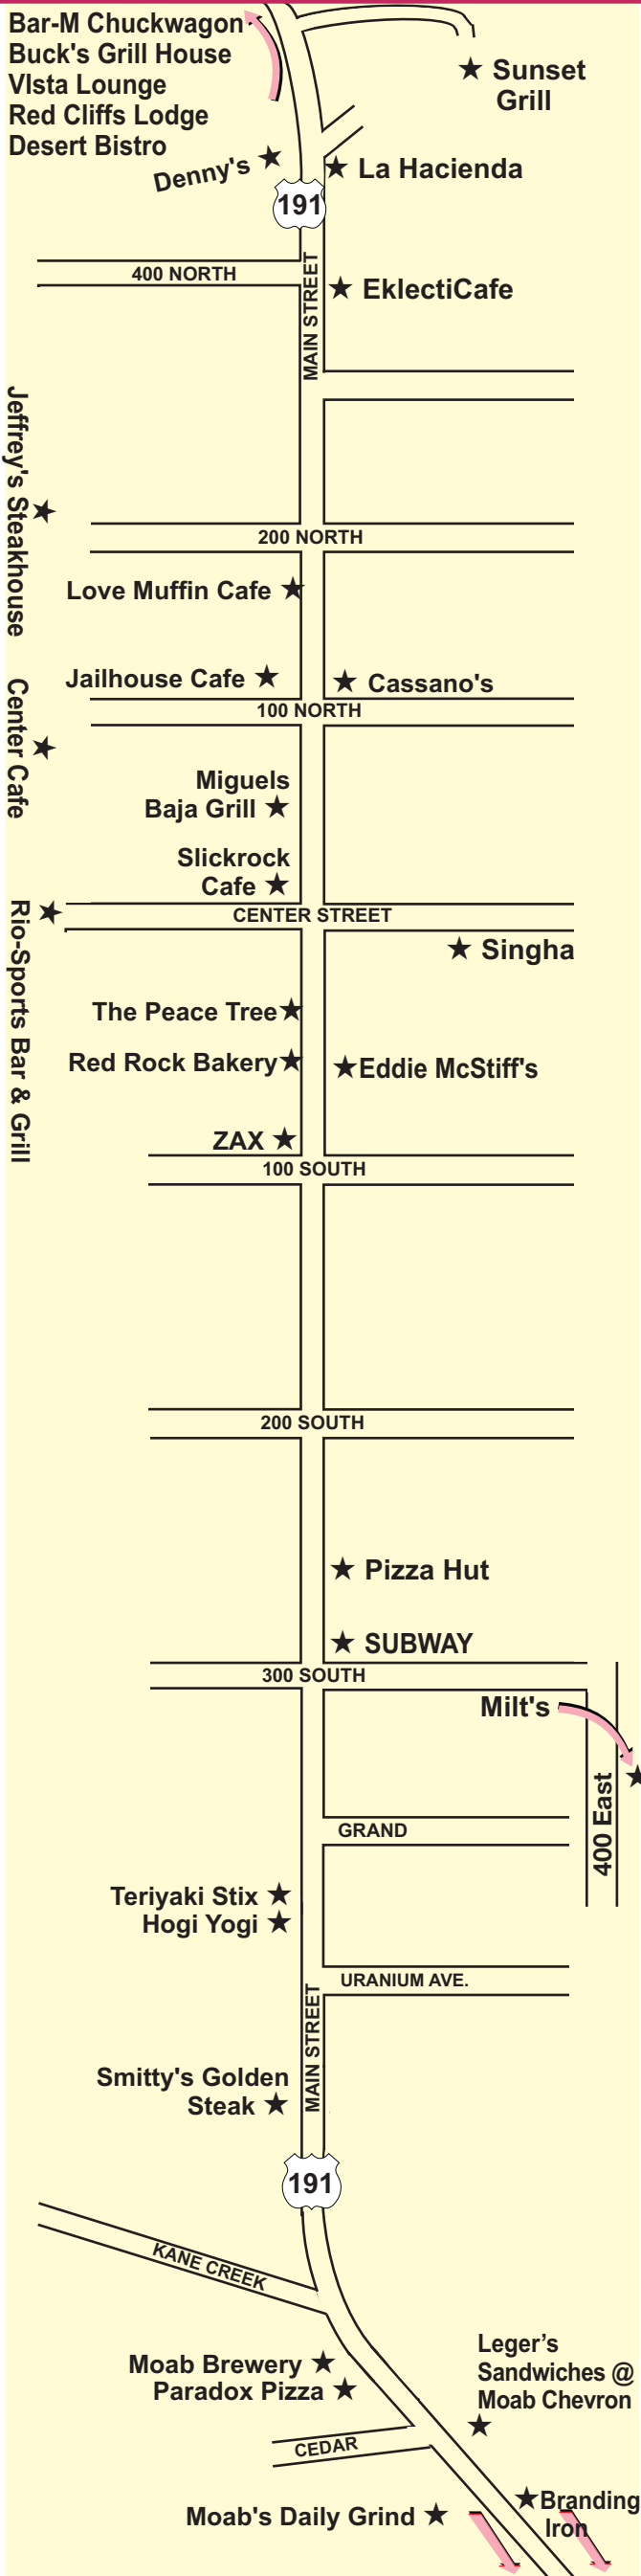 Bar-M Chuckwagon
Buck's Grill House
VIsta Lounge
Red Cliffs Lodge
Desert Bistro
Sunset
Grill
Denny's
La Hacienda
191
400 NORTH
MAIN STREET
EklectiCafe
Jeffrey's Steakhouse
200 NORTH
Love Muffin Cafe
Jailhouse Cafe
Cassano's
100 NORTH
Center Cafe
Miguels
Baja Grill
Slickrock
Cafe
CENTER STREET
Rio-Sports Bar & Grill
Singha
The Peace Tree
Red Rock Bakery
Eddie McStiff's
ZAX
100 SOUTH
200 SOUTH
Pizza Hut
SUBWAY
300 SOUTH
Milt's
400 East
GRAND
Teriyaki Stix
Hogi Yogi
URANIUM AVE.
MAIN STREET
Smitty's Golden
Steak
191
KANE CREEK
Leger’s
Sandwiches @
Moab Chevron
Moab Brewery
Paradox Pizza
CEDAR
Branding
Iron
Moab's Daily Grind